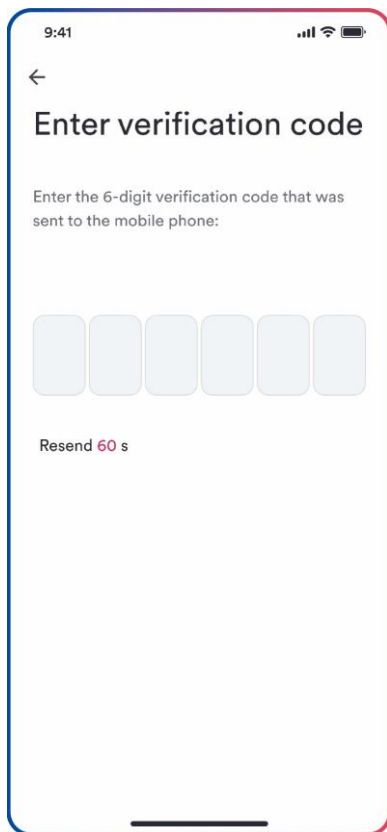 9:41
Enter verification code
Enter the 6-digit verification code that was
sent to the mobile phone:
Resend 60 s